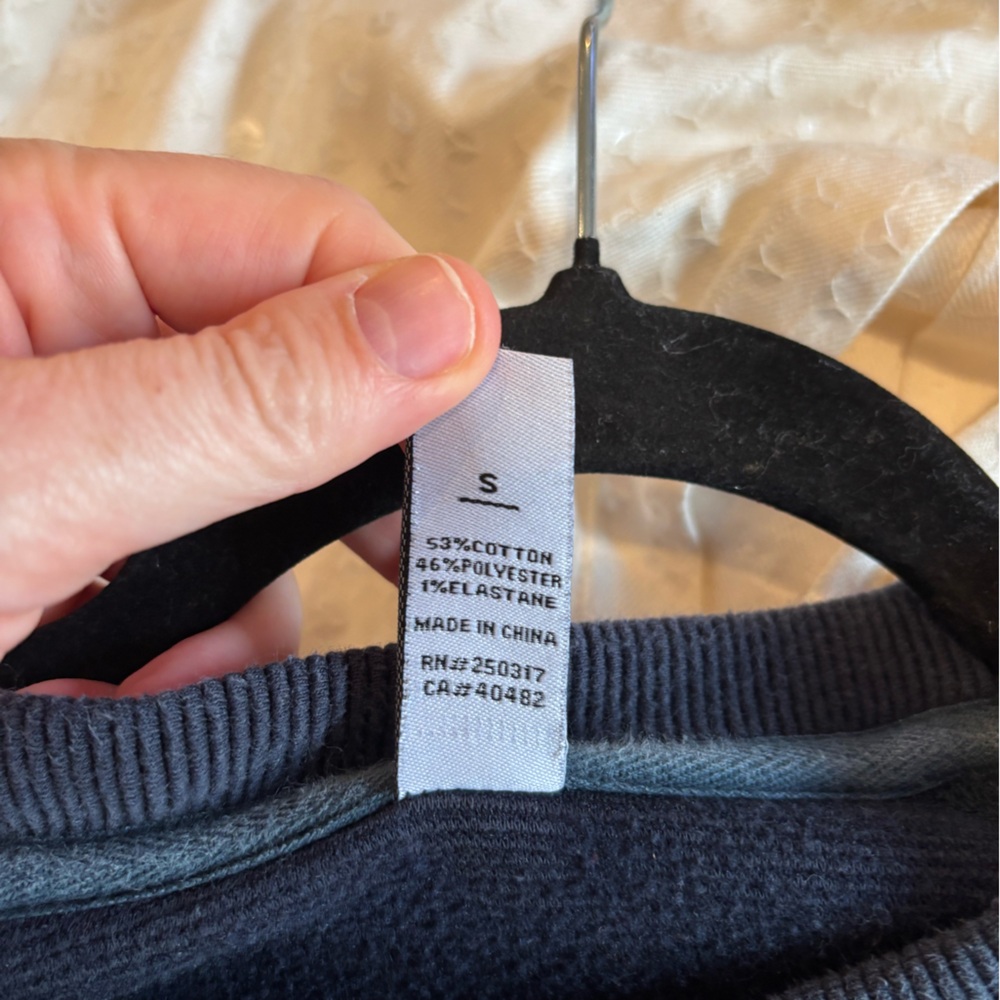 S
53%COTTON
46%POLYESTER
1%ELASTANE
MADE IN CHINA
RN#250317
CA#40482